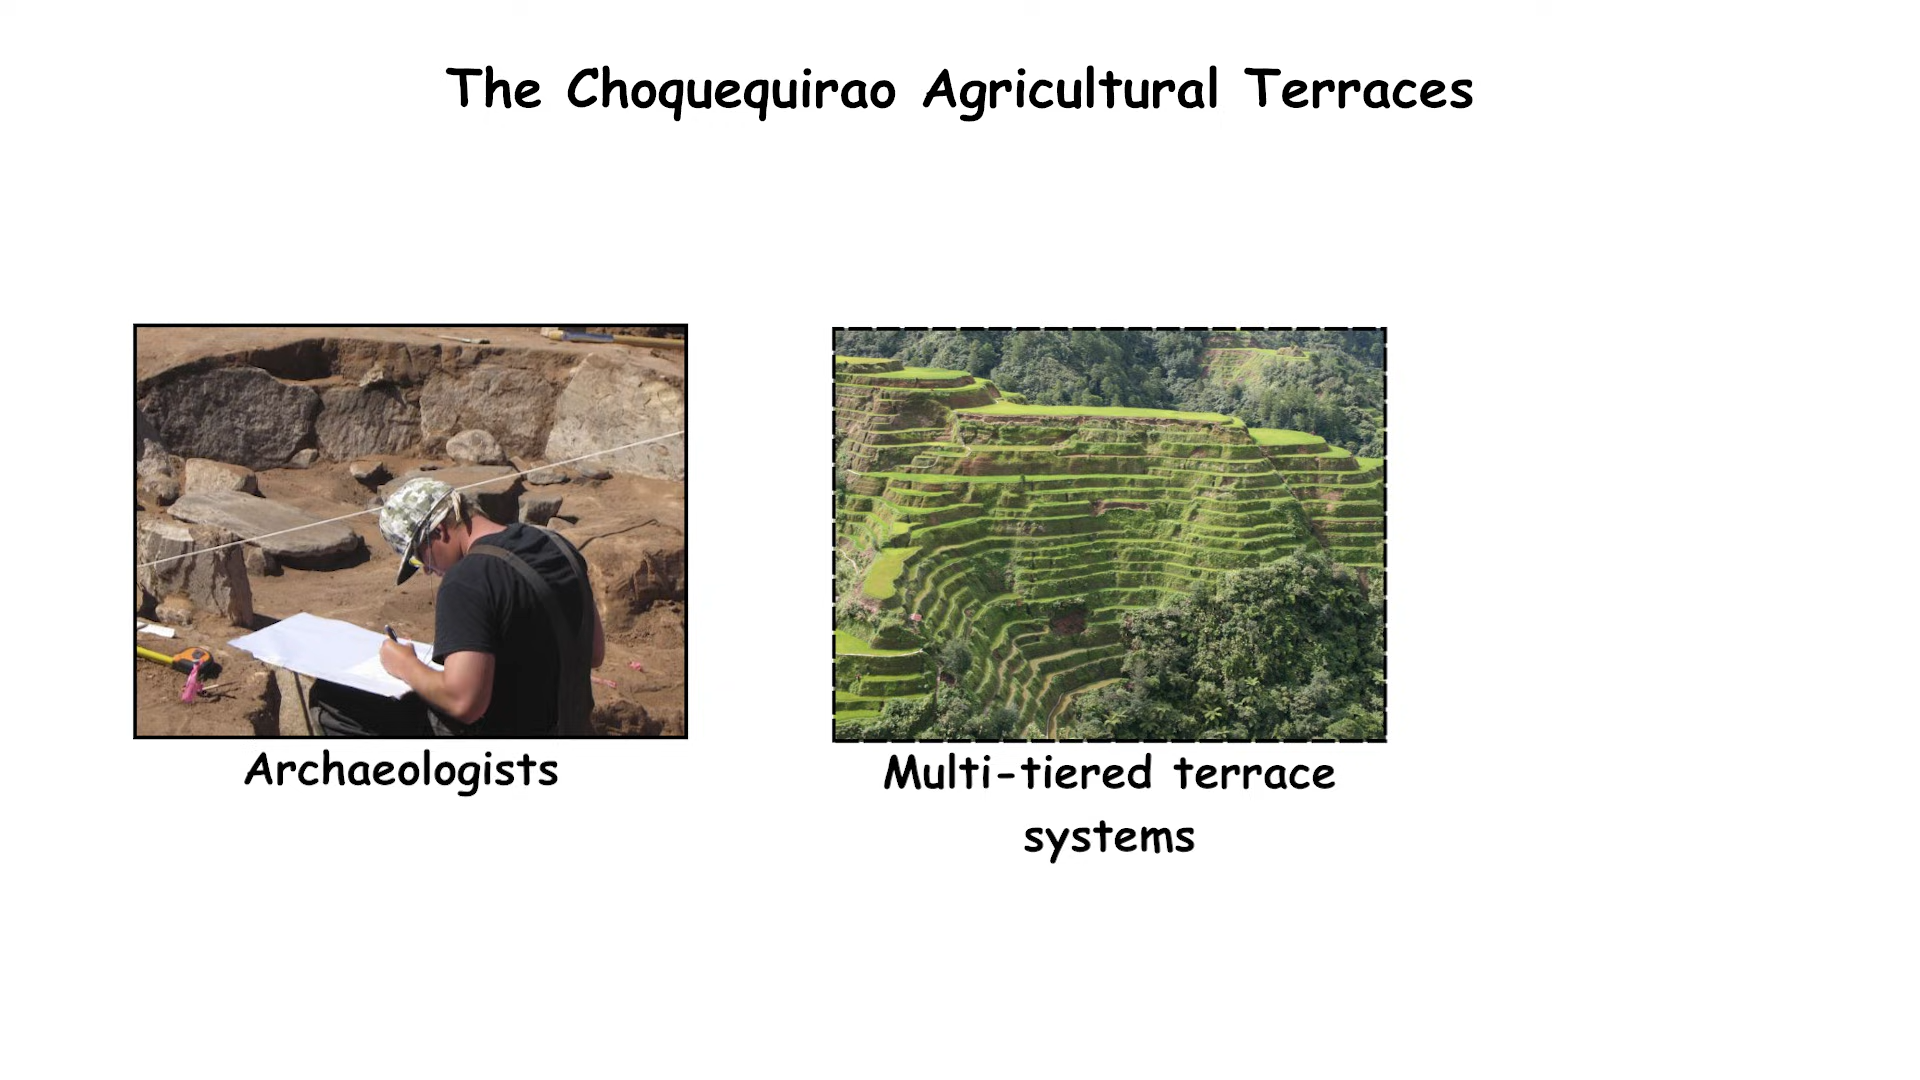 The Choquequirao Agricultural Terraces
Archaeologists
Multi-tiered terrace
systems